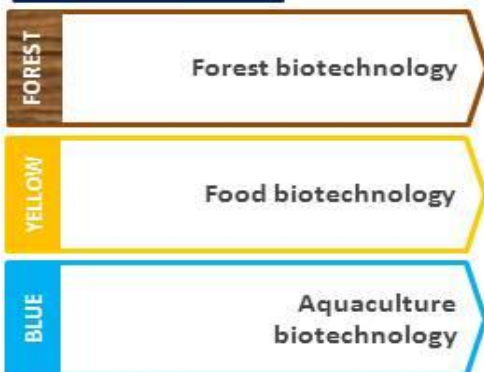 FOREST
Forest biotechnology
YELLOW
Food biotechnology
BLUE
Aquaculture
biotechnology